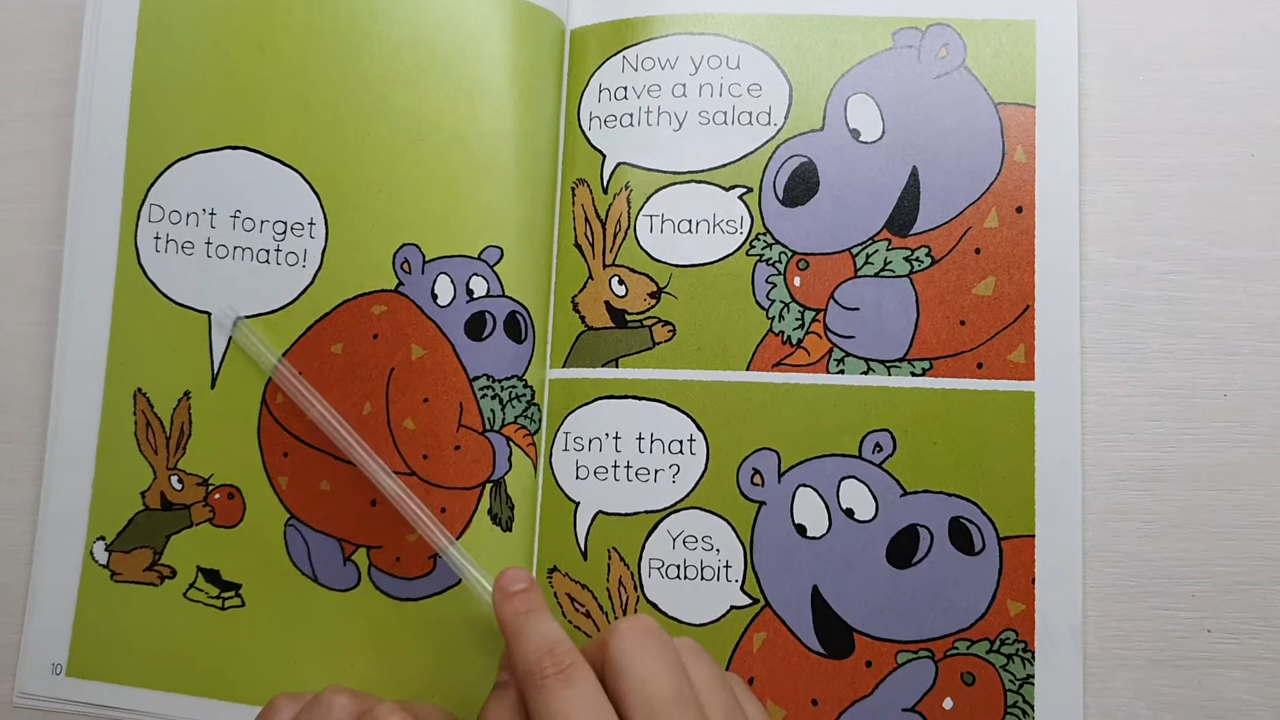 Don't forget
the tomato!
10
Now you
have a nice
healthy salad.
Thanks!
Isn't that
better?
Yes,
Rabbit.